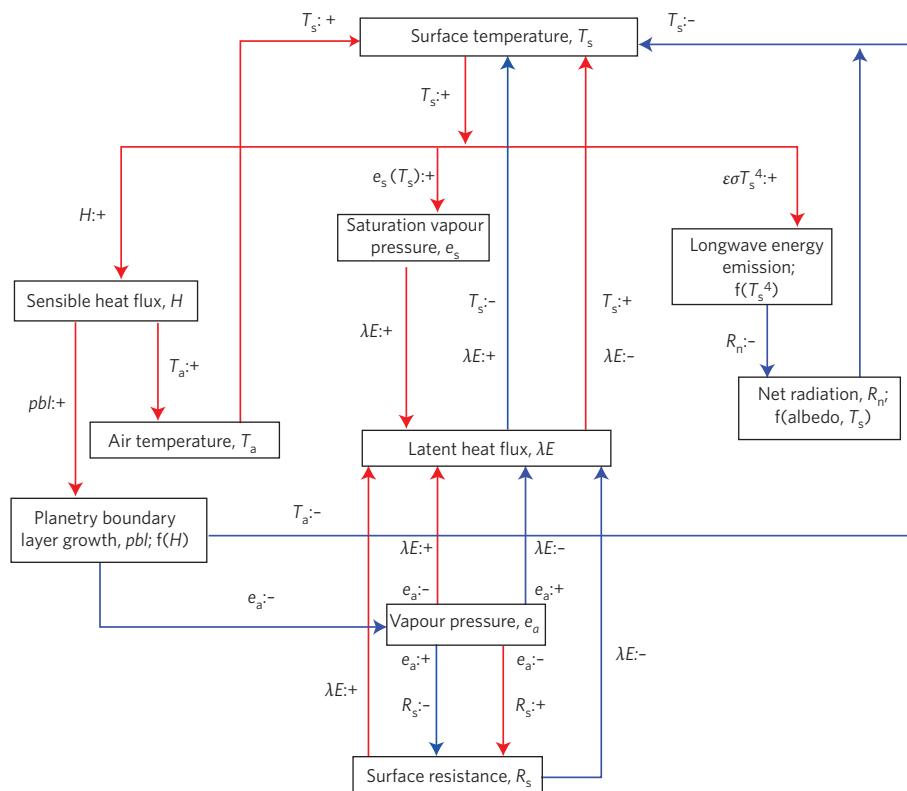 Tₛ: +
Surface temperature, Tₛ
Tₛ:–
Tₛ:+
eₛ(Tₛ):+
εσTₛ⁴:+
H:+
Saturation vapour
pressure, eₛ
Longwave energy
emission;
f(Tₛ⁴)
Sensible heat flux, H
Tₛ:–
Tₛ:+
λE:+
λE:+
λE:–
Rₙ:–
Tₐ:+
pbl:+
Net radiation, Rₙ;
f(albedo, Tₛ)
Air temperature, Tₐ
Latent heat flux, λE
Planetry boundary
layer growth, pbl; f(H)
Tₐ:–
λE:+
λE:–
eₐ:–
eₐ:–
eₐ:+
Vapour pressure, eₐ
eₐ:+
eₐ:–
λE:–
λE:+
Rₛ:–
Rₛ:+
Surface resistance, Rₛ